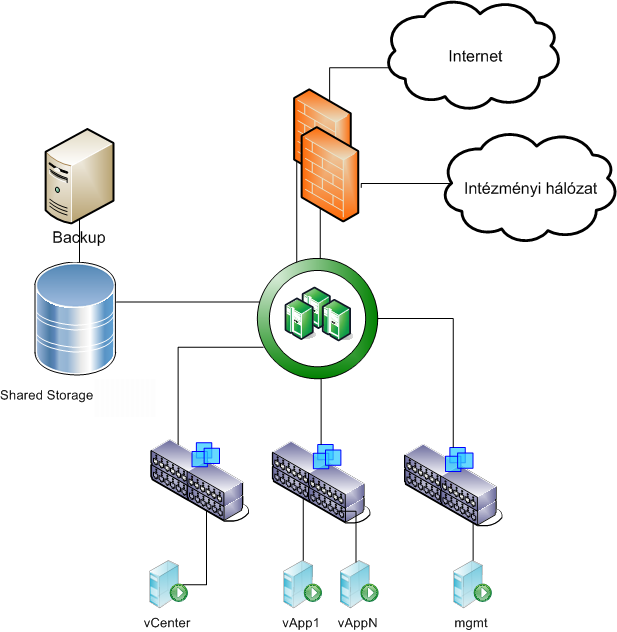 Internet
Intézményi hálózat
Backup
Shared Storage
vCenter
vApp1
vAppN
mgmt